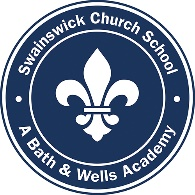 Swainswick Church School
A Bath & Wells Academy